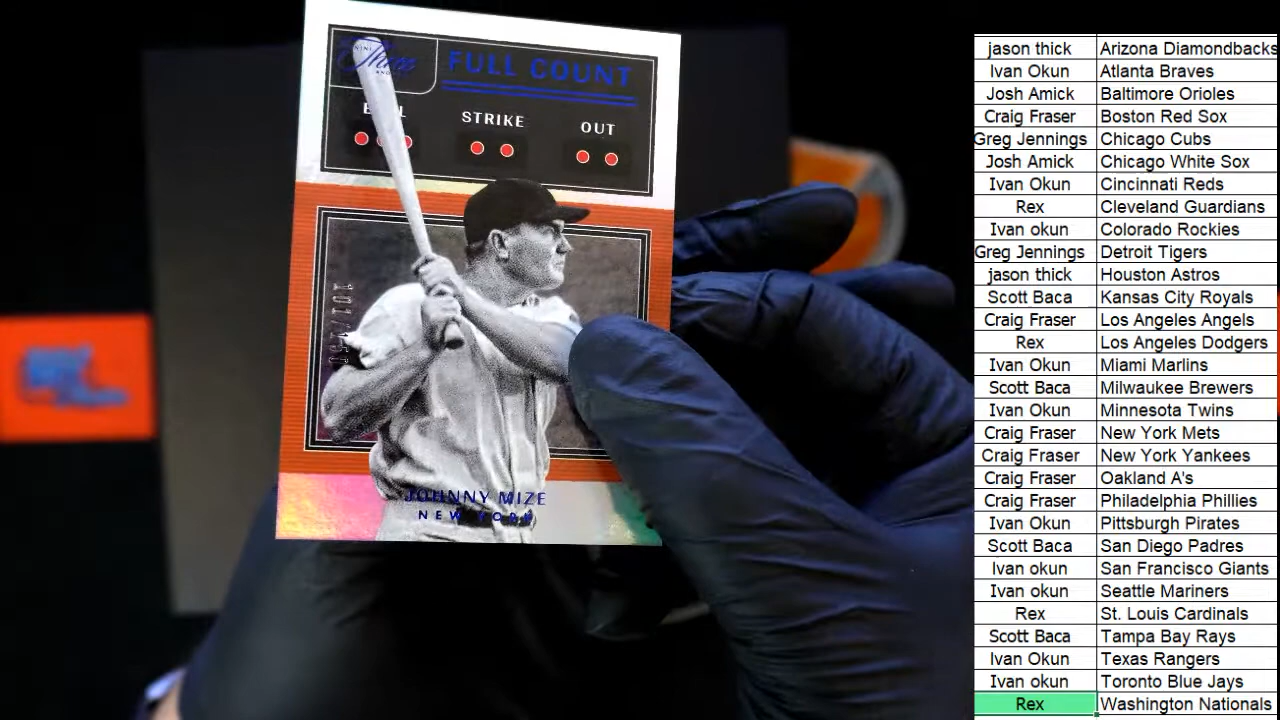 FULL COUNT
STRIKE
OUT
JOHNNY MIZE
NEW YORK
jason thick Arizona Diamondbacks
Ivan Okun Atlanta Braves
Josh Amick Baltimore Orioles
Craig Fraser Boston Red Sox
Greg Jennings Chicago Cubs
Josh Amick Chicago White Sox
Ivan Okun Cincinnati Reds
Rex Cleveland Guardians
Ivan okun Colorado Rockies
Greg Jennings Detroit Tigers
jason thick Houston Astros
Scott Baca Kansas City Royals
Craig Fraser Los Angeles Angels
Rex Los Angeles Dodgers
Ivan Okun Miami Marlins
Scott Baca Milwaukee Brewers
Ivan Okun Minnesota Twins
Craig Fraser New York Mets
Craig Fraser New York Yankees
Craig Fraser Oakland A's
Craig Fraser Philadelphia Phillies
Ivan Okun Pittsburgh Pirates
Scott Baca San Diego Padres
Ivan okun San Francisco Giants
Ivan okun Seattle Mariners
Rex St. Louis Cardinals
Scott Baca Tampa Bay Rays
Ivan Okun Texas Rangers
Ivan okun Toronto Blue Jays
Rex Washington Nationals